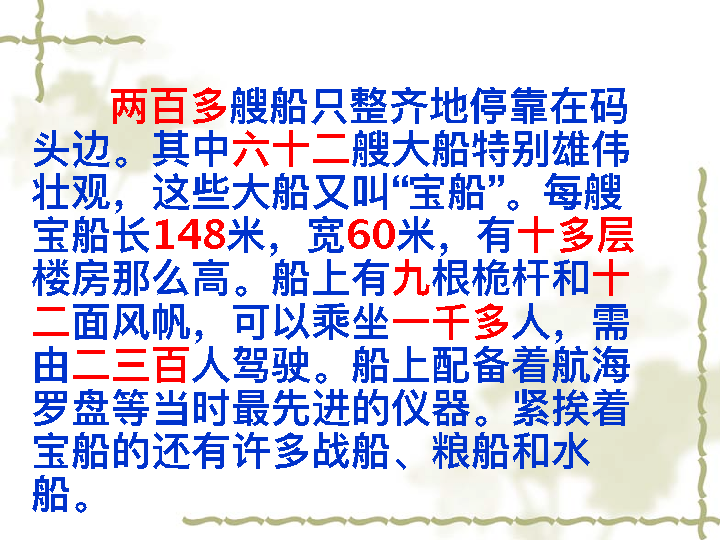 两百多艘船只整齐地停靠在码
头边。其中六十二艘大船特别雄伟
壮观，这些大船又叫“宝船”。每艘
宝船长148米，宽60米，有十多层
楼房那么高。船上有九根桅杆和十
二面风帆，可以乘坐一千多人，需
由二三百人驾驶。船上配备着航海
罗盘等当时最先进的仪器。紧挨着
宝船的还有许多战船、粮船和水
船。